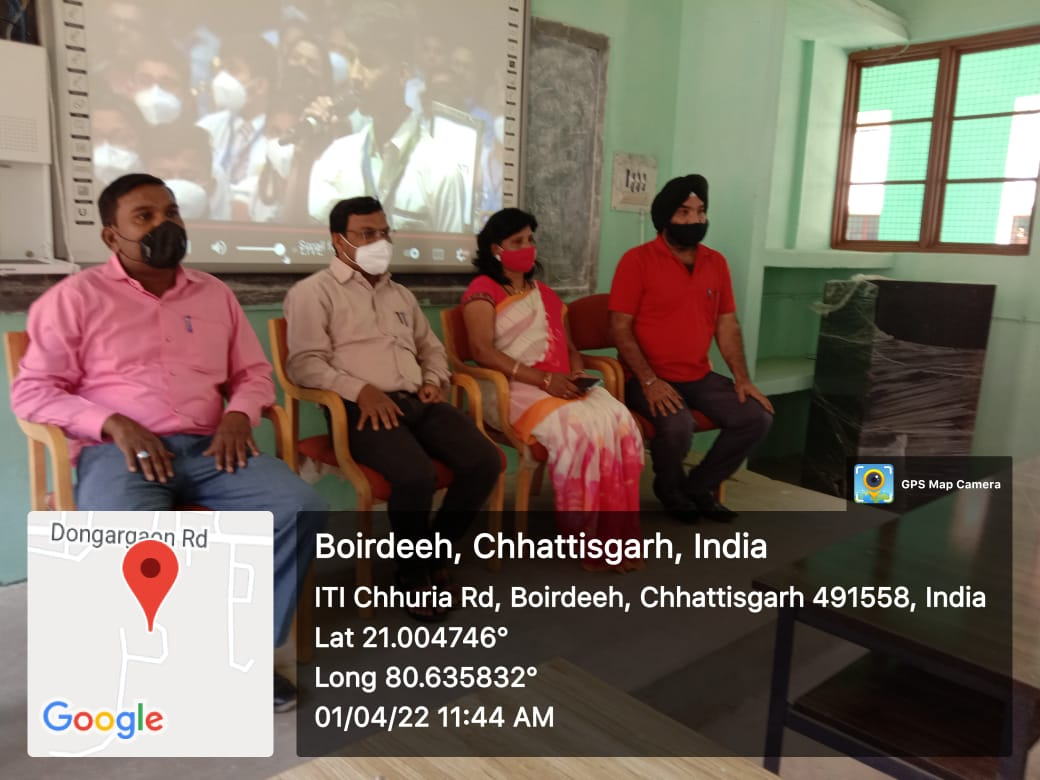 GPS Map Camera
Dongargaon Rd
Google
Boirdeeh, Chhattisgarh, India
ITI Chhuria Rd, Boirdeeh, Chhattisgarh 491558, India
Lat 21.004746°
Long 80.635832°
01/04/22 11:44 AM